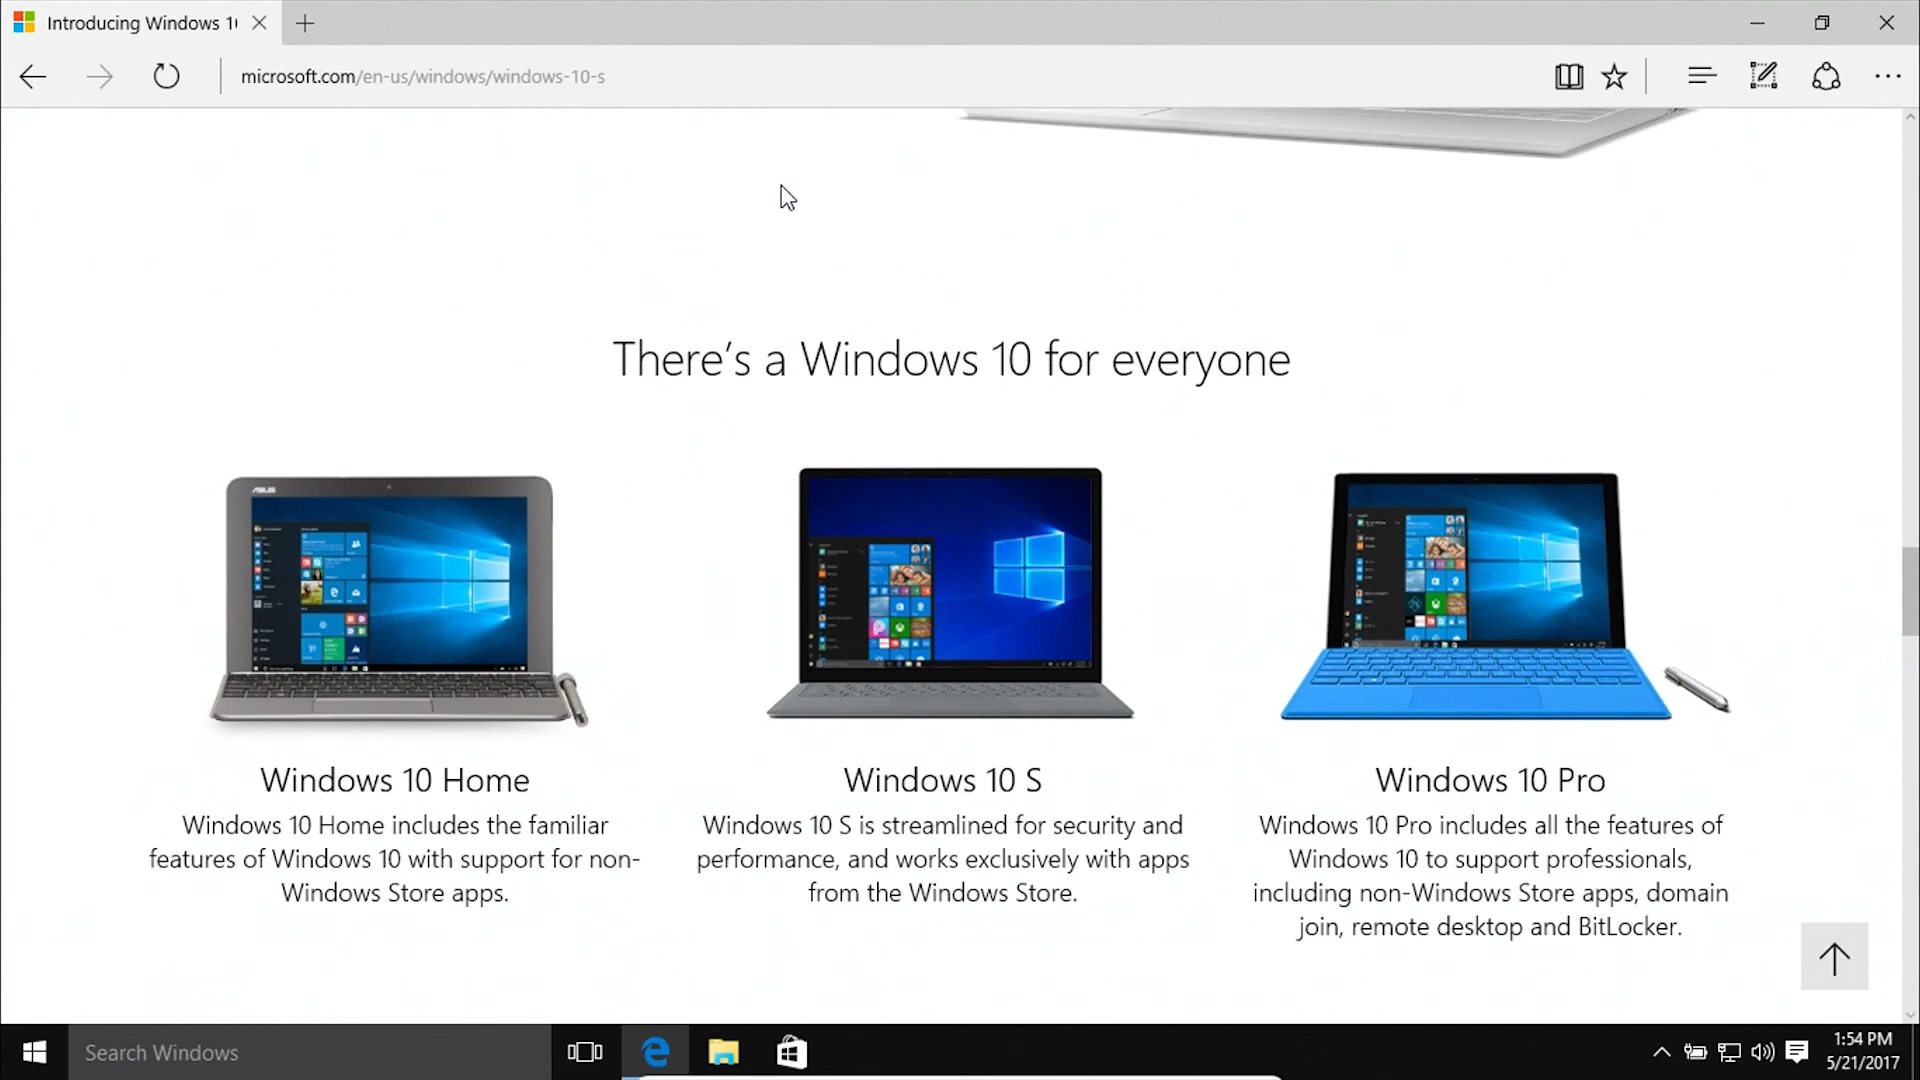 Introducing Windows 1
microsoft.com/en-us/windows/windows-10-s
There's a Windows 10 for everyone
ASUS
Windows 10 Home
Windows 10 Home includes the familiar
features of Windows 10 with support for non-
Windows Store apps.
Windows 10 S
Windows 10 S is streamlined for security and
performance, and works exclusively with apps
from the Windows Store.
Windows 10 Pro
Windows 10 Pro includes all the features of
Windows 10 to support professionals,
including non-Windows Store apps, domain
join, remote desktop and BitLocker.
Search Windows
1:54 PM
5/21/2017